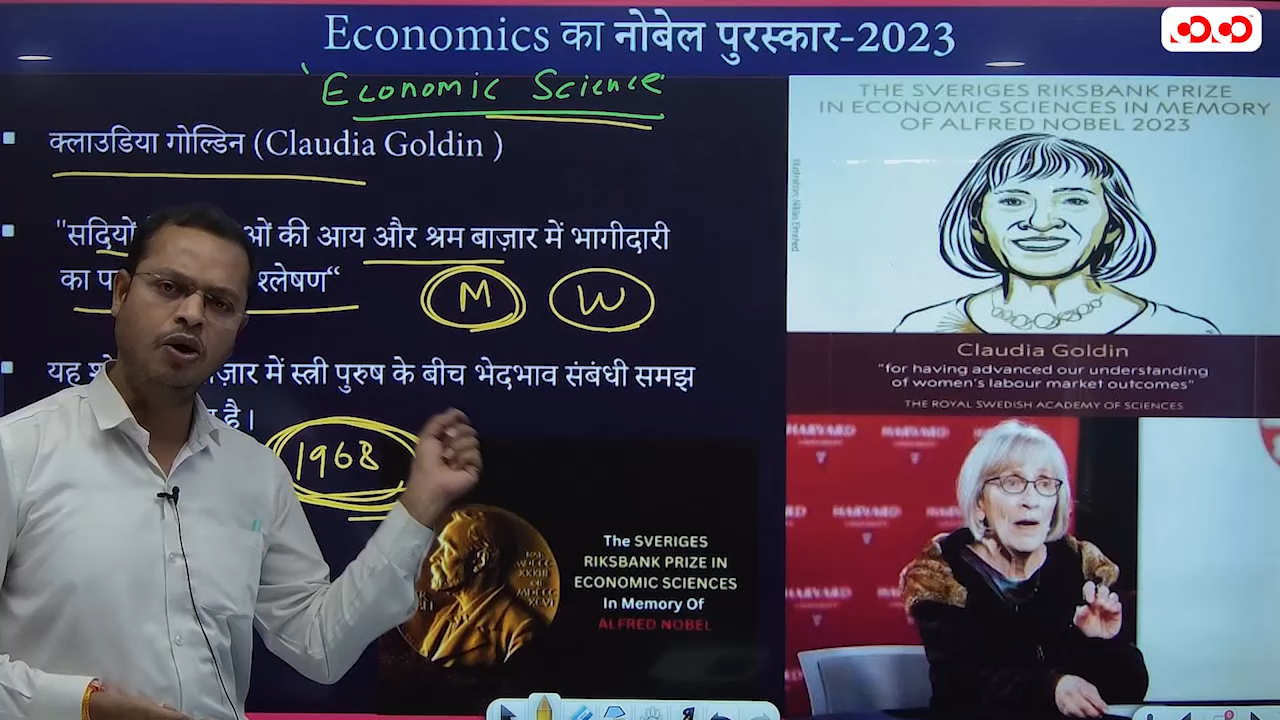 Economics का नोबेल पुरस्कार-2023
Economic Science
क्लाउडिया गोल्डिन (Claudia Goldin )
"सदियों ओं की आय और श्रम बाज़ार में भागीदारी
का श्लेषण"
M W
यह में स्त्री पुरुष के बीच भेदभाव संबंधी समझ
है।
1968
The SVERIGES
RIKSBANK PRIZE IN
ECONOMIC SCIENCES
In Memory Of
ALFRED NOBEL
THE SVERIGES RIKSBANK PRIZE
IN ECONOMIC SCIENCES IN MEMORY
OF ALFRED NOBEL 2023
Claudia Goldin
"for having advanced our understanding
of women's labour market outcomes"
THE ROYAL SWEDISH ACADEMY OF SCIENCES
HARVARD HARVARD
HARVARD HARVARD